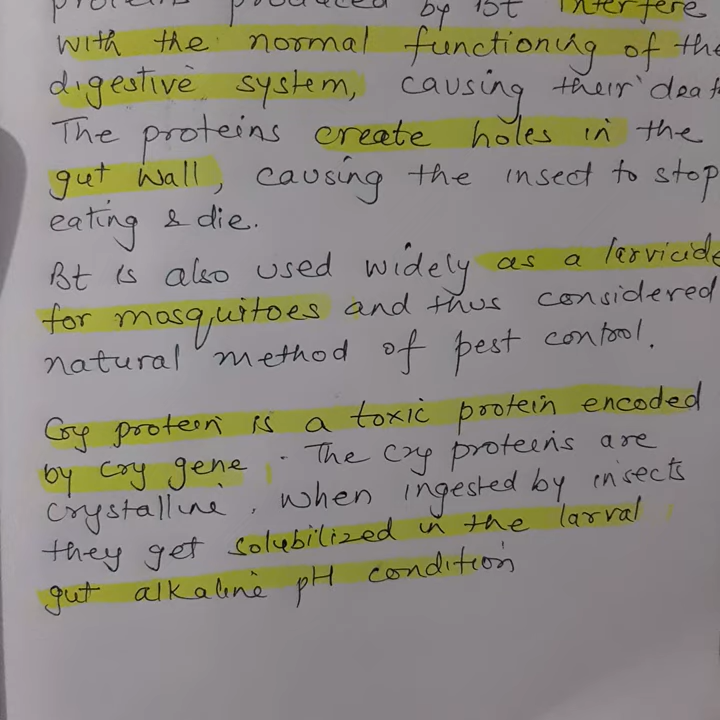 proteins produced by Bt interfere
with the normal functioning of the
digestive system, causing their deat
The proteins create holes in the
gut wall, causing the insect to stop
eating & die.
Bt is also used widely as a larvicide
for mosquitoes and thus considered
natural method of pest control.
Cry protein is a toxic protein encoded
by cry gene. The cry proteins are
crystalline. When ingested by insects
they get solubilized in the larval
gut alkaline pH condition